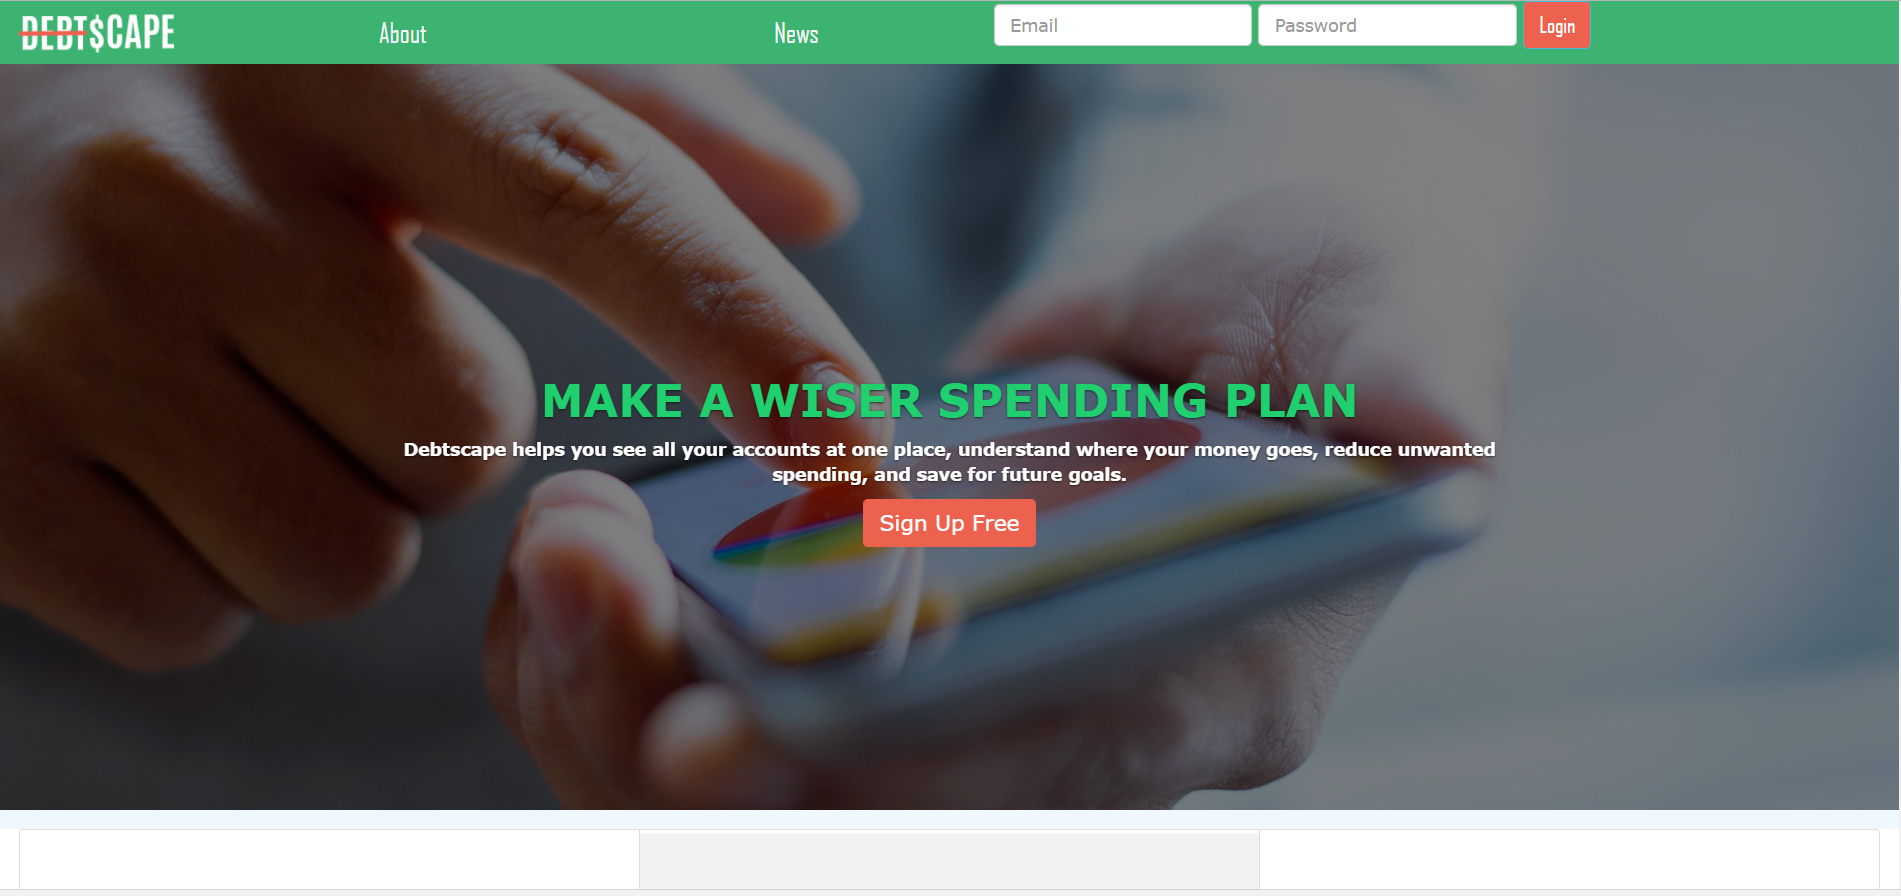 DEBT$CAPE
About
News
Email
Password
Login
MAKE A WISER SPENDING PLAN
Debtscape helps you see all your accounts at one place, understand where your money goes, reduce unwanted
spending, and save for future goals.
Sign Up Free